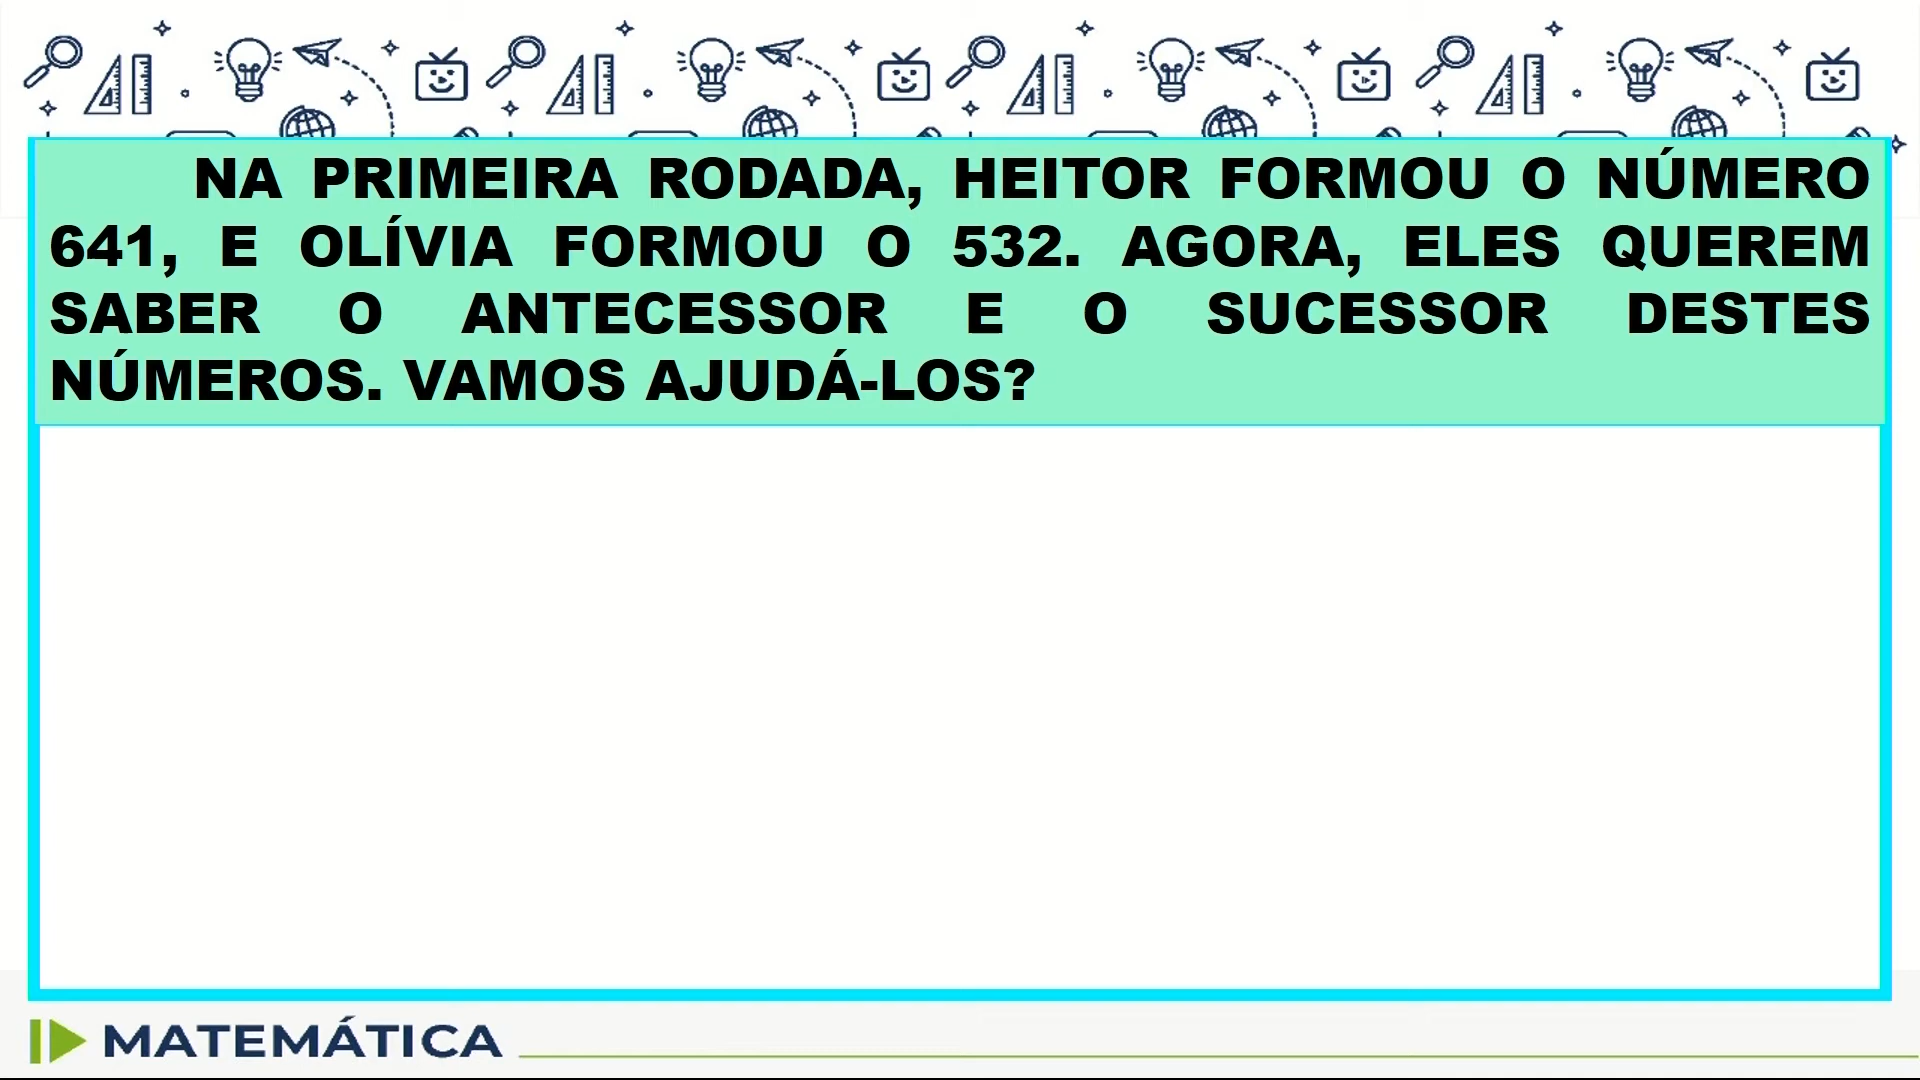 NA PRIMEIRA RODADA, HEITOR FORMOU O NÚMERO
641, E OLÍVIA FORMOU O 532. AGORA, ELES QUEREM
SABER O ANTECESSOR E O SUCESSOR DESTES
NÚMEROS. VAMOS AJUDÁ-LOS?
MATEMÁTICA